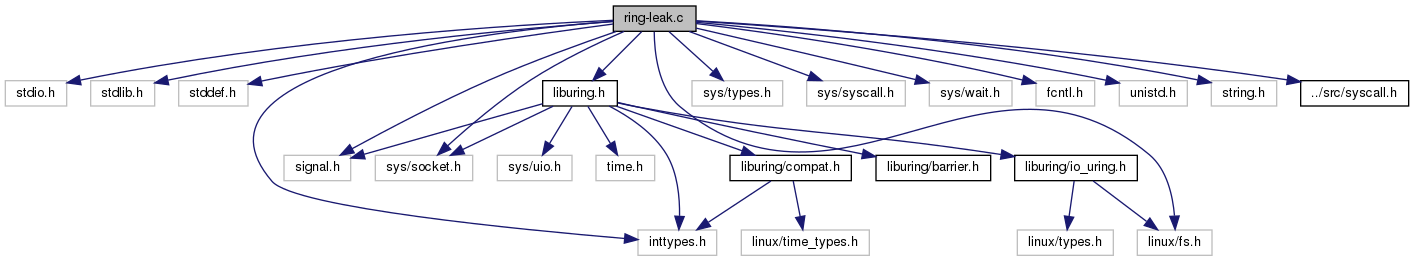 ring-leak.c
stdio.h
stdlib.h
stddef.h
liburing.h
sys/types.h
sys/syscall.h
sys/wait.h
fcntl.h
unistd.h
string.h
../src/syscall.h
signal.h
sys/socket.h
sys/uio.h
time.h
liburing/compat.h
liburing/barrier.h
liburing/io_uring.h
inttypes.h
linux/time_types.h
linux/types.h
linux/fs.h